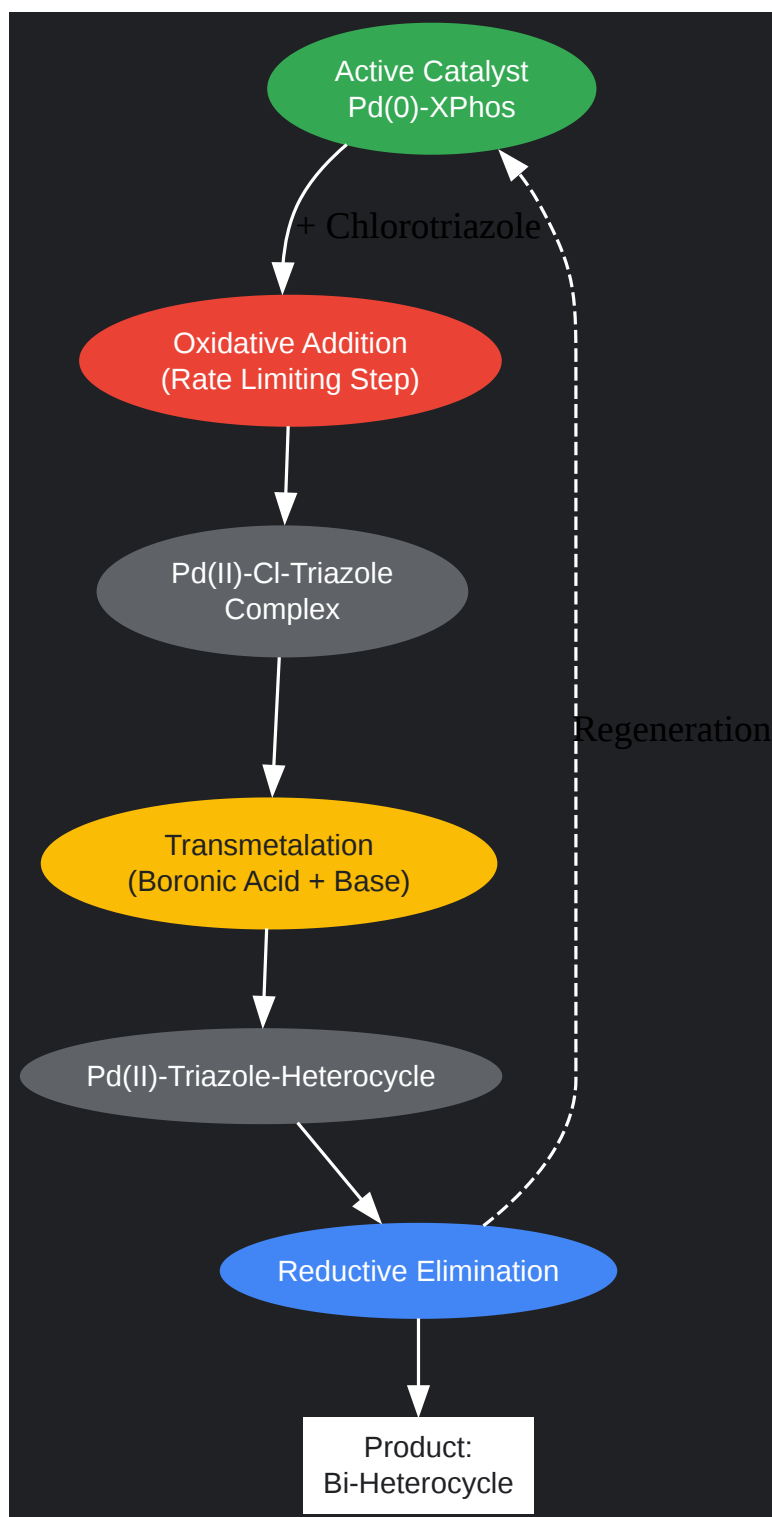 Active Catalyst
Pd(0)-XPhos
+ Chlorotriazole
Oxidative Addition
(Rate Limiting Step)
Pd(II)-Cl-Triazole
Complex
Regeneration
Transmetalation
(Boronic Acid + Base)
Pd(II)-Triazole-Heterocycle
Reductive Elimination
Product:
Bi-Heterocycle